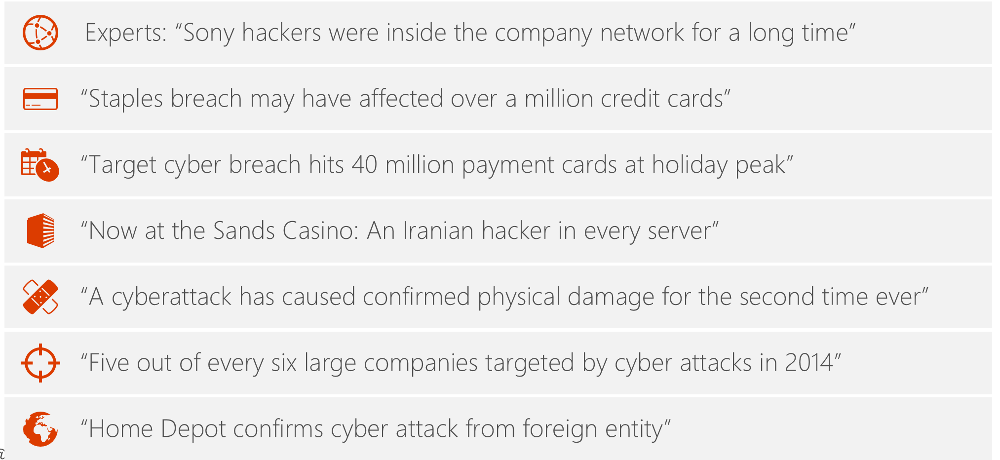 Experts: “Sony hackers were inside the company network for a long time”
“Staples breach may have affected over a million credit cards”
“Target cyber breach hits 40 million payment cards at holiday peak”
“Now at the Sands Casino: An Iranian hacker in every server”
“A cyberattack has caused confirmed physical damage for the second time ever”
“Five out of every six large companies targeted by cyber attacks in 2014”
“Home Depot confirms cyber attack from foreign entity”
@